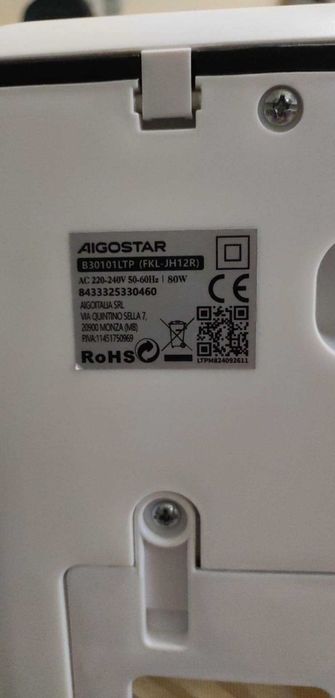 AIGOSTAR
B30101LTP (FKL-JH12R)
AC 220-240V 50-60Hz | 80W
8433325330460
AIGOITALIA SRL
VIA QUINTINO SELLA 7,
20900 MONZA (MB)
P.IVA:11451750969
CE
RoHS
LTPM824092611